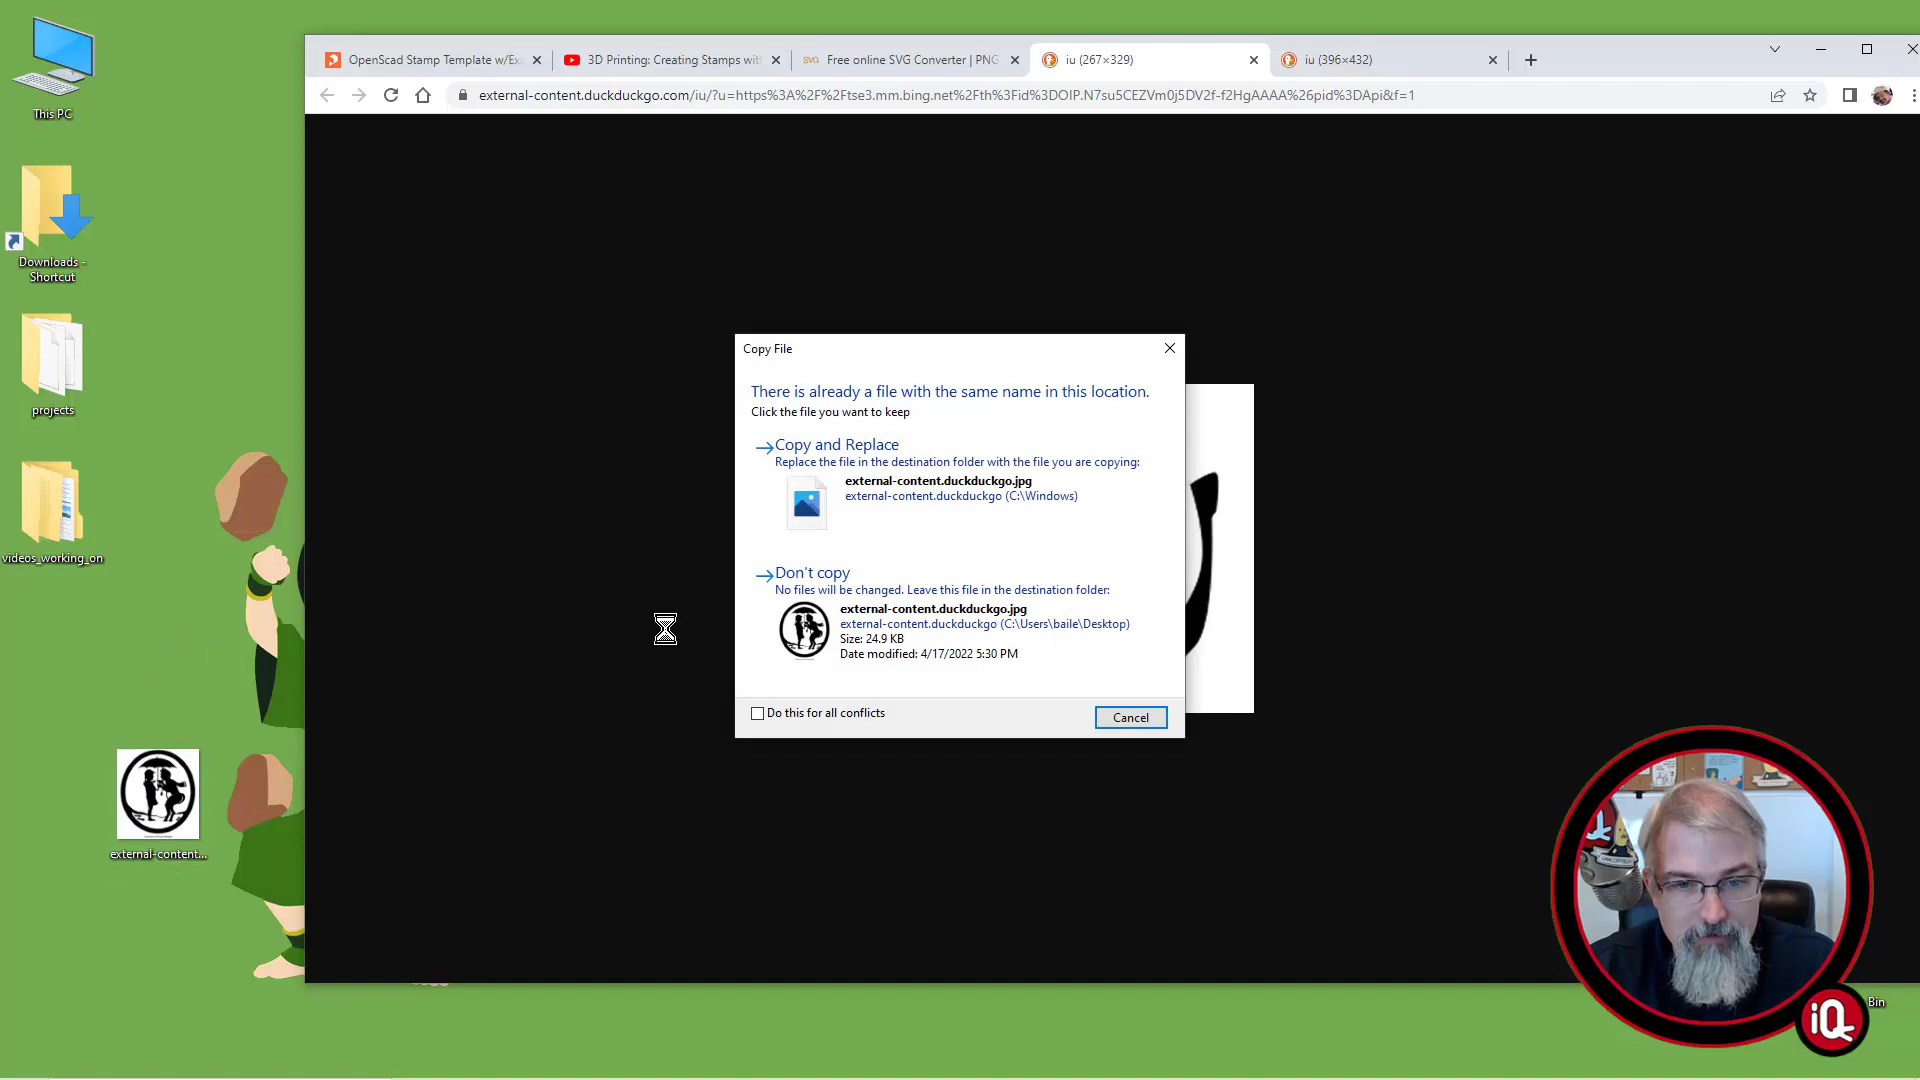 This PC
Downloads -
Shortcut
projects
videos_working_on
external-content...
OpenScad Stamp Template w/Exa
3D Printing: Creating Stamps with
SVG
Free online SVG Converter | PNG
iu (267×329)
iu (396×432)
external-content.duckduckgo.com/iu/?u=https%3A%2F%2Ftse3.mm.bing.net%2Fth%3Fid%3DOIP.N7su5CEZVm0j5DV2f-f2HgAAAA%26pid%3DApi&f=1
Copy File
There is already a file with the same name in this location.
Click the file you want to keep
Copy and Replace
Replace the file in the destination folder with the file you are copying:
external-content.duckduckgo.jpg
external-content.duckduckgo (C:\Windows)
Don't copy
No files will be changed. Leave this file in the destination folder:
external-content.duckduckgo.jpg
external-content.duckduckgo (C:\Users\baile\Desktop)
Size: 24.9 KB
Date modified: 4/17/2022 5:30 PM
Do this for all conflicts
Cancel
Bin
iQ